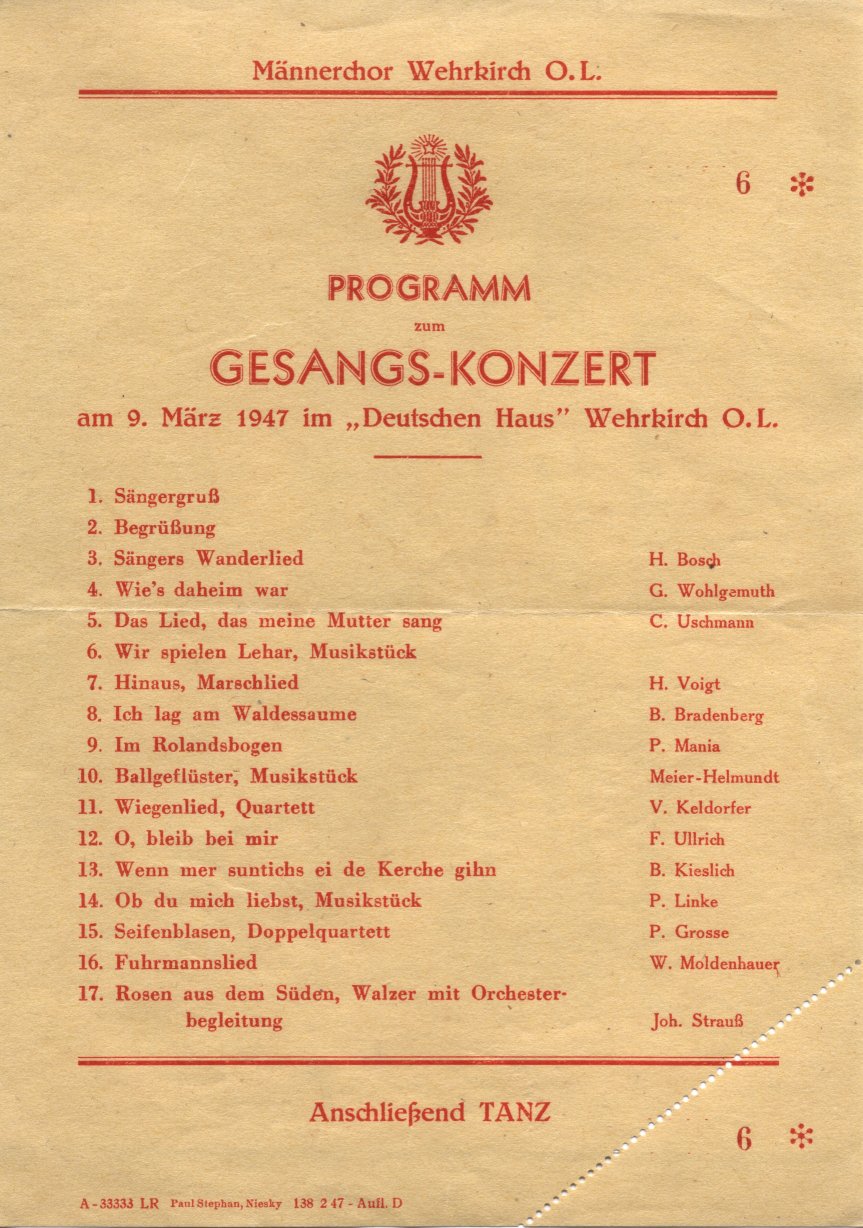 Männerchor Wehrkirch O.L.
6 *
PROGRAMM
zum
GESANGS-KONZERT
am 9. März 1947 im „Deutschen Haus” Wehrkirch O.L.
1. Sängergruß
2. Begrüßung
3. Sängers Wanderlied H. Bosch
4. Wie's daheim war G. Wohlgemuth
5. Das Lied, das meine Mutter sang C. Uschmann
6. Wir spielen Lehar, Musikstück
7. Hinaus, Marschlied H. Voigt
8. Ich lag am Waldessaume B. Bradenberg
9. Im Rolandsbogen P. Mania
10. Ballgeflüster, Musikstück Meier-Helmundt
11. Wiegenlied, Quartett V. Keldorfer
12. O, bleib bei mir F. Ullrich
13. Wenn mer suntichs ei de Kerche gihn B. Kieslich
14. Ob du mich liebst, Musikstück P. Linke
15. Seifenblasen, Doppelquartett P. Grosse
16. Fuhrmannslied W. Moldenhauer
17. Rosen aus dem Süden, Walzer mit Orchester-
begleitung Joh. Strauß
Anschließend TANZ
6 *
A-33333 LR Paul Stephan, Niesky 138 2 47 - Aufl. D